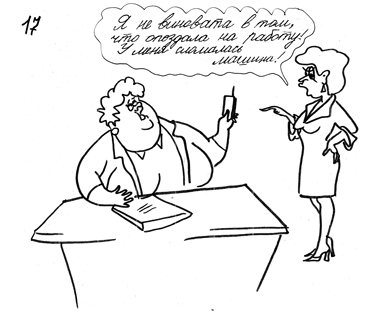 17
Я не виновата в том,
что опоздала на работу!
У меня сломалась
машина!